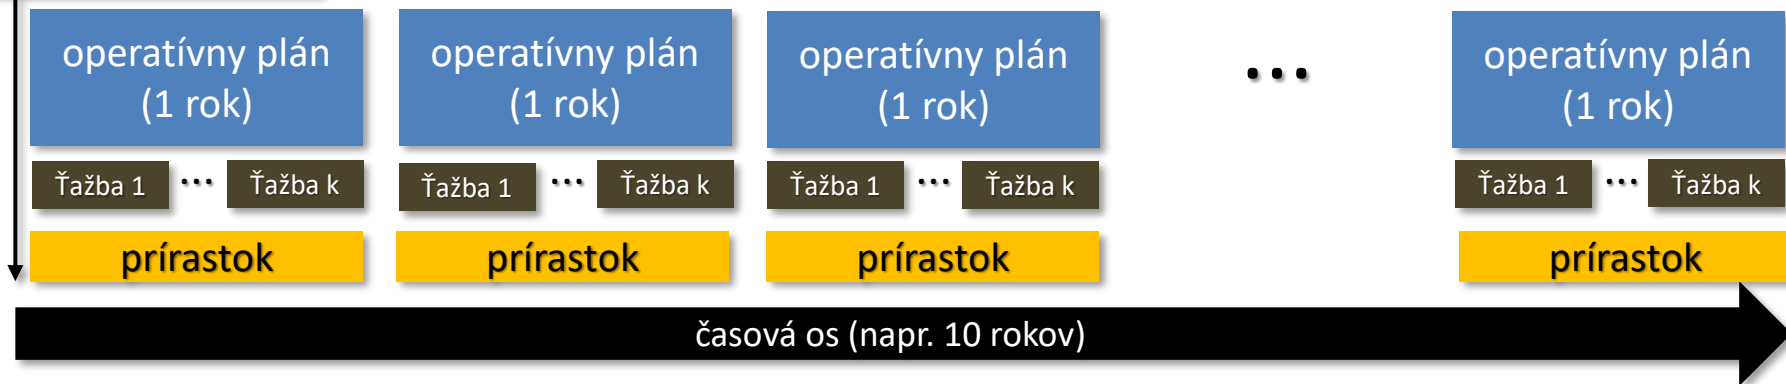 operatívny plán
(1 rok)
operatívny plán
(1 rok)
operatívny plán
(1 rok)
...
operatívny plán
(1 rok)
Ťažba 1 ... Ťažba k
Ťažba 1 ... Ťažba k
Ťažba 1 ... Ťažba k
Ťažba 1 ... Ťažba k
prírastok
prírastok
prírastok
prírastok
časová os (napr. 10 rokov)